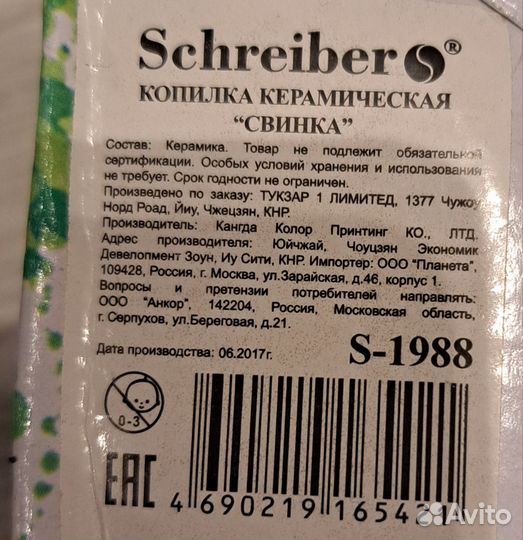 Schreiber S®
КОПИЛКА КЕРАМИЧЕСКАЯ
“СВИНКА”
Состав: Керамика. Товар не подлежит обязательной
сертификации. Особых условий хранения и использования
не требует. Срок годности не ограничен.
Произведено по заказу: ТУКЗАР 1 ЛИМИТЕД, 1377 Чужоу
Норд Роад, Йиу, Чжецзян, КНР.
Производитель: Кангда Колор Принтинг КО., ЛТД.
Адрес производителя: Юйчжай, Чоуцзян Экономик
Девелопмент Зоун, Иу Сити, КНР. Импортер: ООО "Планета",
109428, Россия, г. Москва, ул.Зарайская, д.46, корпус 1.
Вопросы и претензии потребителей направлять:
ООО "Анкор", 142204, Россия, Московская область,
г. Серпухов, ул.Береговая, д.21.
Дата производства: 06.2017г.
S-1988
0-3
EAC
4 690219 16542
Avito